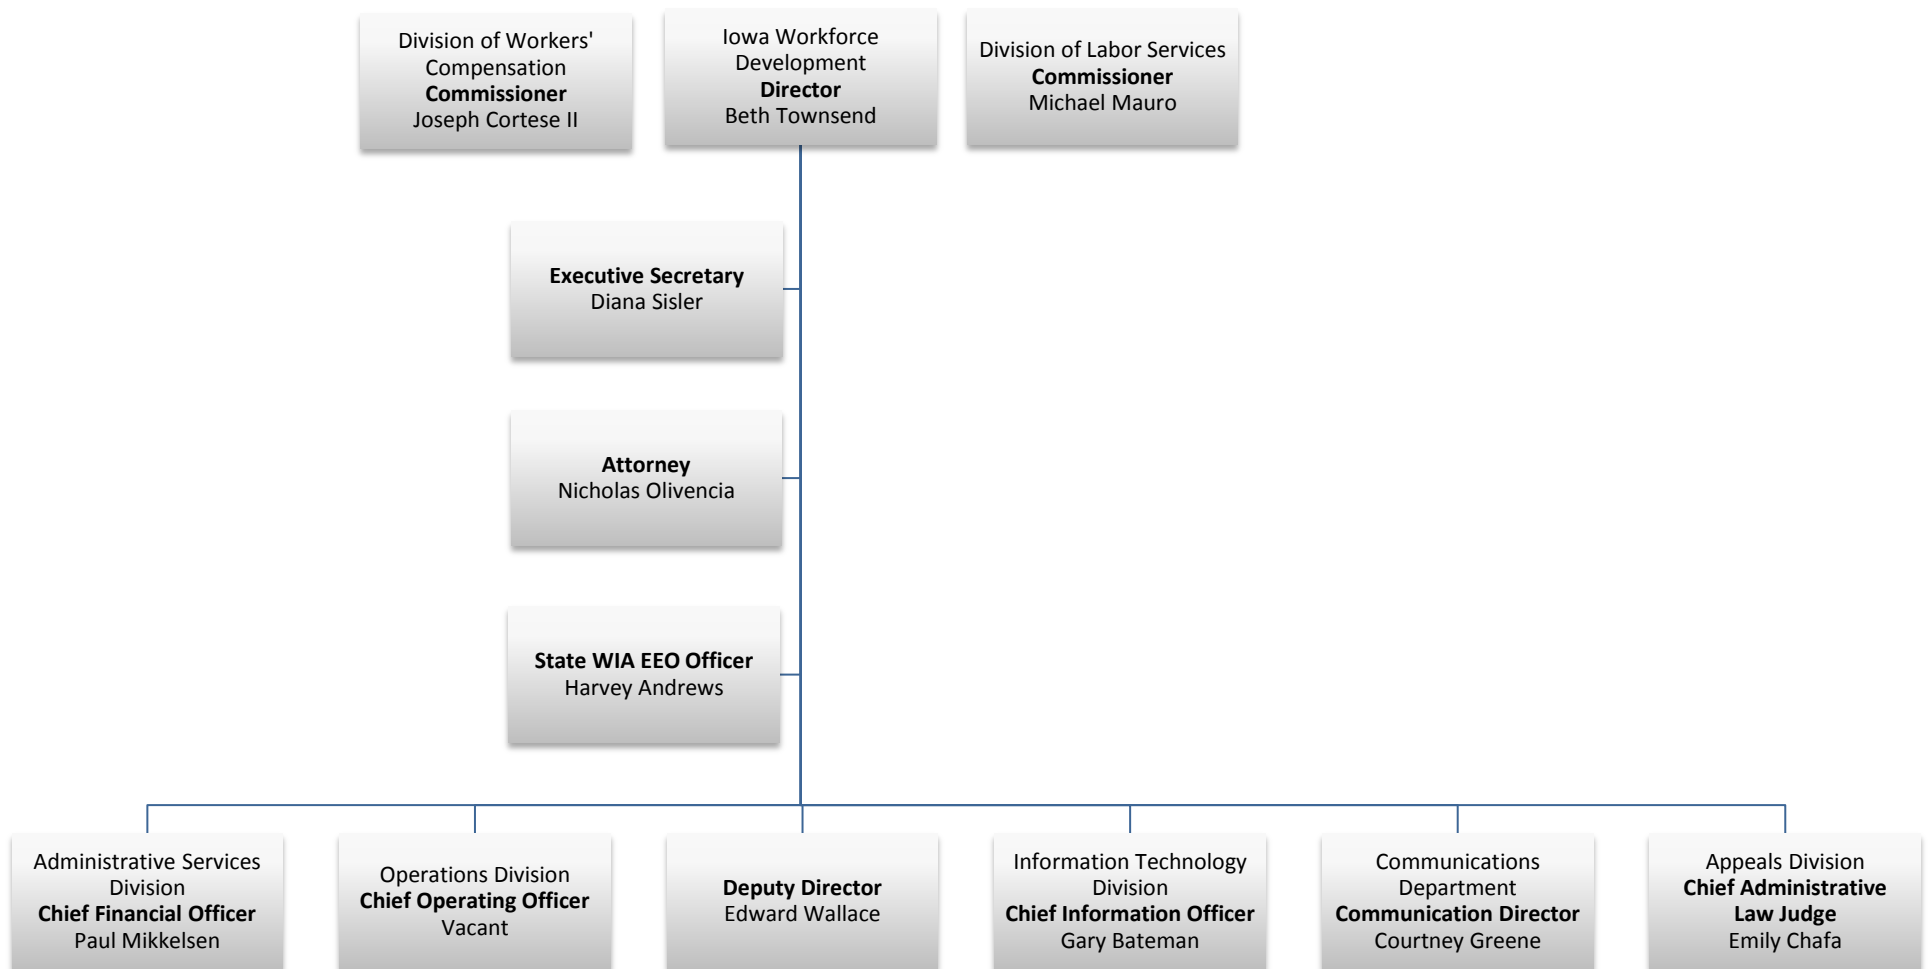 Division of Workers'
Compensation
Commissioner
Joseph Cortese II
Iowa Workforce
Development
Director
Beth Townsend
Division of Labor Services
Commissioner
Michael Mauro
Executive Secretary
Diana Sisler
Attorney
Nicholas Olivencia
State WIA EEO Officer
Harvey Andrews
Administrative Services
Division
Chief Financial Officer
Paul Mikkelsen
Operations Division
Chief Operating Officer
Vacant
Deputy Director
Edward Wallace
Information Technology
Division
Chief Information Officer
Gary Bateman
Communications
Department
Communication Director
Courtney Greene
Appeals Division
Chief Administrative
Law Judge
Emily Chafa